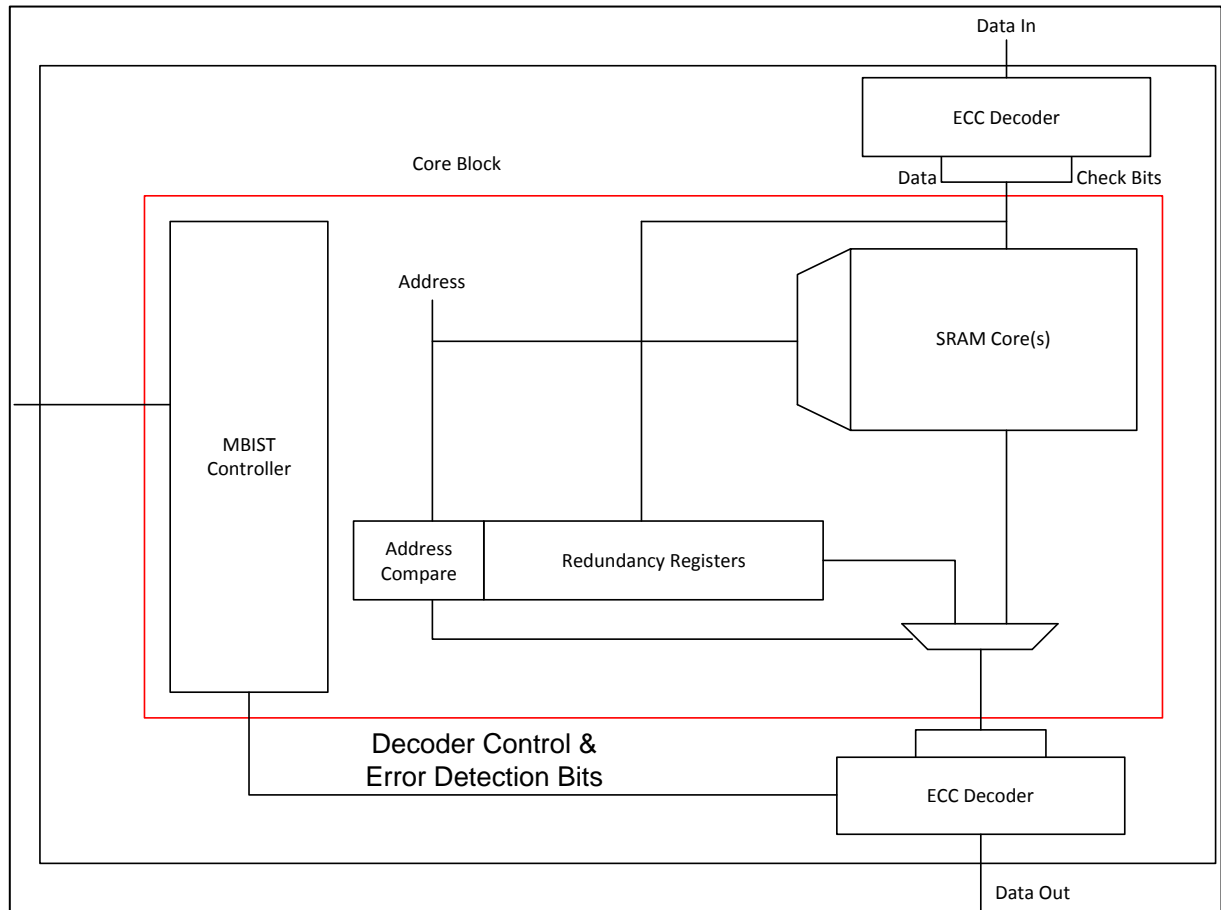 Data In
ECC Decoder
Core Block
Data
Check Bits
Address
SRAM Core(s)
MBIST
Controller
Address
Compare
Redundancy Registers
Decoder Control &
Error Detection Bits
ECC Decoder
Data Out